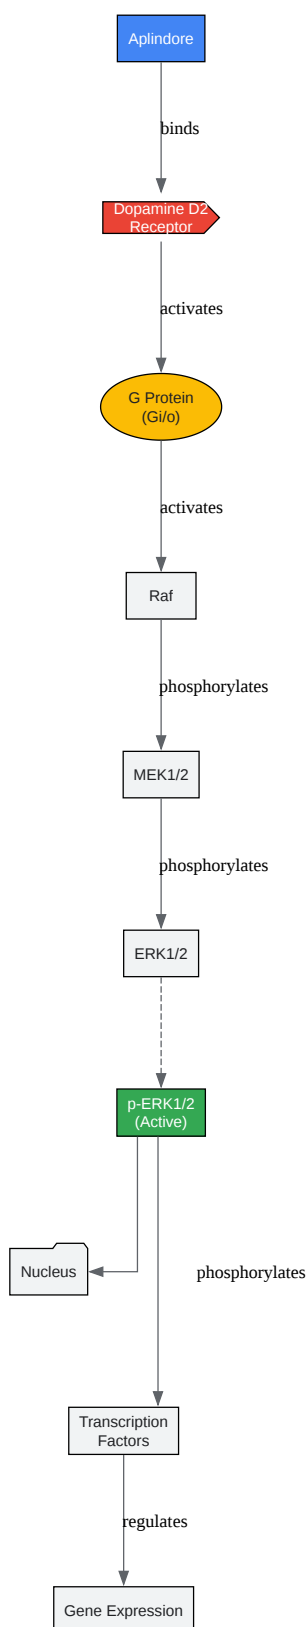 Aplindore
binds
Dopamine D2
Receptor
activates
G Protein
(Gi/o)
activates
Raf
phosphorylates
MEK1/2
phosphorylates
ERK1/2
p-ERK1/2
(Active)
Nucleus
phosphorylates
Transcription
Factors
regulates
Gene Expression